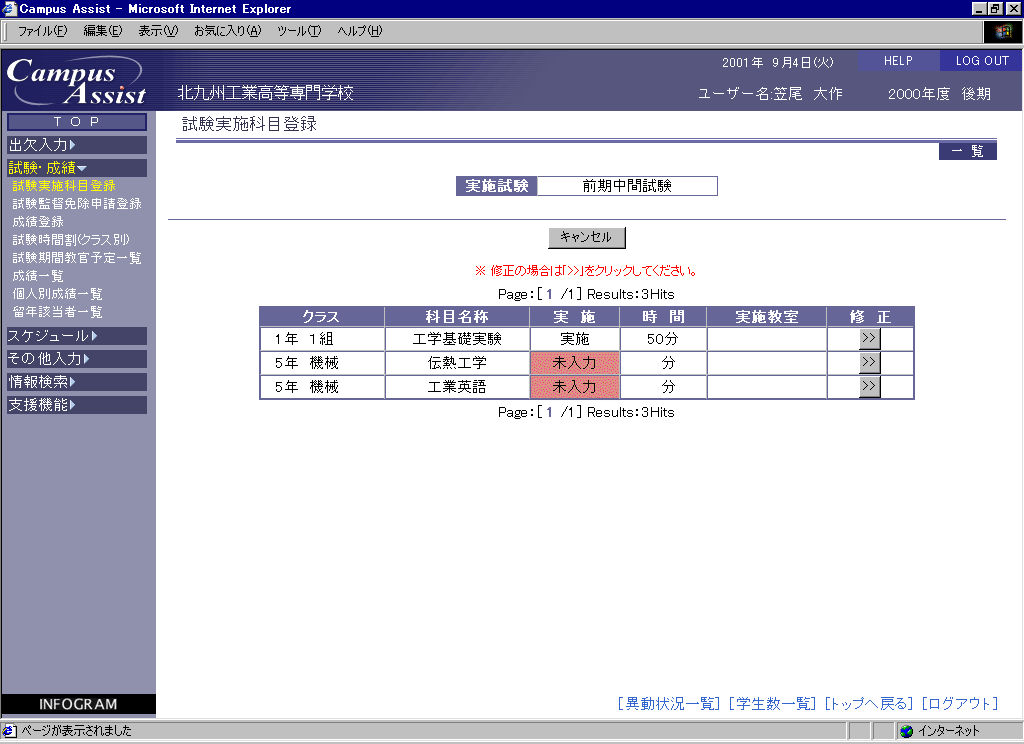 Campus Assist - Microsoft Internet Explorer
ファイル(F) 編集(E) 表示(V) お気に入り(A) ツール(T) ヘルプ(H)
Campus Assist
2001年 9月4日(火) HELP LOG OUT
北九州工業高等専門学校 ユーザー名:笠尾 大作 2000年度 後期
TOP
出欠入力
試験・成績
試験実施科目登録
試験監督免除申請登録
成績登録
試験時間割(クラス別)
試験期間教官予定一覧
成績一覧
個人別成績一覧
留年該当者一覧
スケジュール
その他入力
情報検索
支援機能
INFOGRAM
試験実施科目登録
一 覧
実施試験 前期中間試験
キャンセル
※ 修正の場合は「>>」をクリックしてください。
Page:[ 1 /1] Results:3Hits
クラス 科目名称 実 施 時 間 実施教室 修 正
1年 1組 工学基礎実験 実施 50分 >>
5年 機械 伝熱工学 未入力 分 >>
5年 機械 工業英語 未入力 分 >>
Page:[ 1 /1] Results:3Hits
[異動状況一覧] [学生数一覧] [トップへ戻る] [ログアウト]
ページが表示されました インターネット